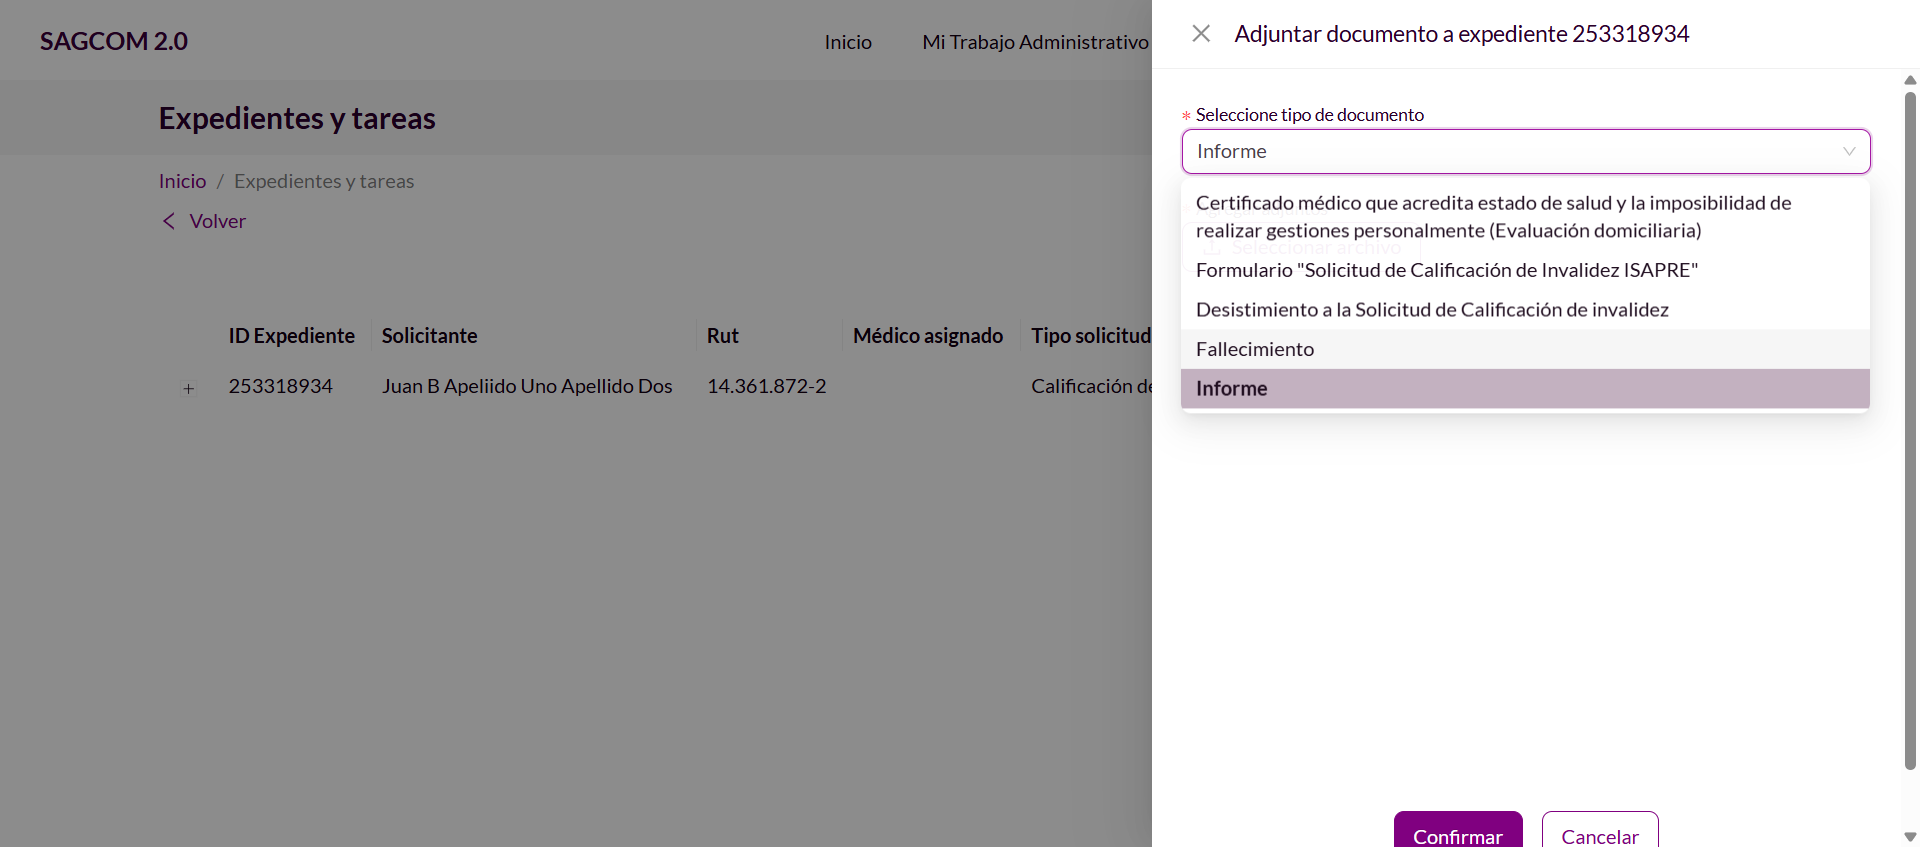 SAGCOM 2.0
Inicio
Mi Trabajo Administrativo
Expedientes y tareas
Inicio / Expedientes y tareas
Volver
ID Expediente Solicitante Rut Médico asignado Tipo solicitud
253318934 Juan B Apeliido Uno Apellido Dos 14.361.872-2 Calificación de
Adjuntar documento a expediente 253318934
* Seleccione tipo de documento
Informe
Certificado médico que acredita estado de salud y la imposibilidad de
realizar gestiones personalmente (Evaluación domiciliaria)
Seleccionar archivo
Formulario "Solicitud de Calificación de Invalidez ISAPRE"
Desistimiento a la Solicitud de Calificación de invalidez
Fallecimiento
Informe
Confirmar
Cancelar